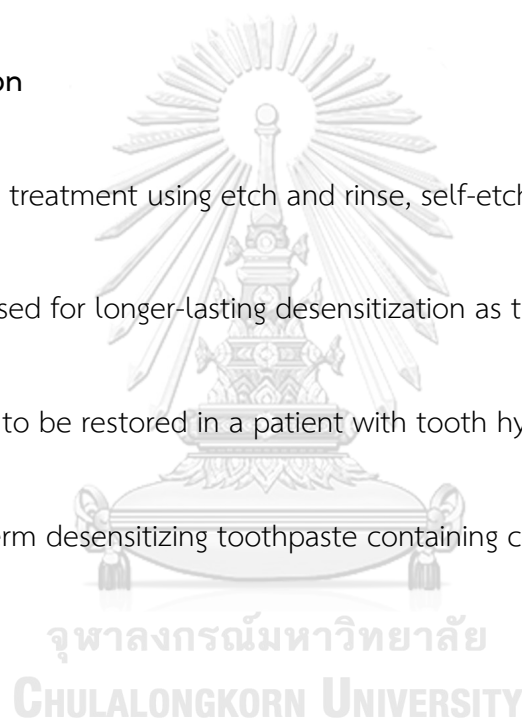 on
treatment using etch and rinse, self-etch
sed for longer-lasting desensitization as t
to be restored in a patient with tooth hy
rm desensitizing toothpaste containing c
จุฬาลงกรณ์มหาวิทยาลัย
CHULALONGKORN UNIVERSITY